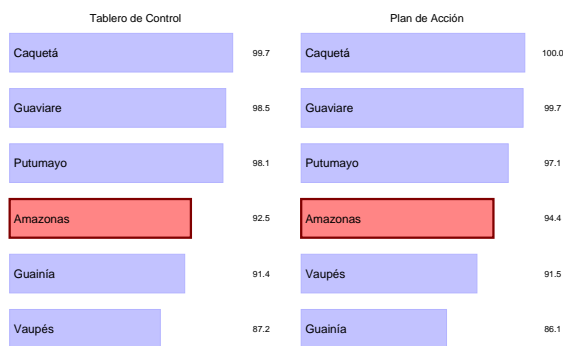 Tablero de Control
Caquetá 99.7
Guaviare 98.5
Putumayo 98.1
Amazonas 92.5
Guainía 91.4
Vaupés 87.2
Plan de Acción
Caquetá 100.0
Guaviare 99.7
Putumayo 97.1
Amazonas 94.4
Vaupés 91.5
Guainía 86.1